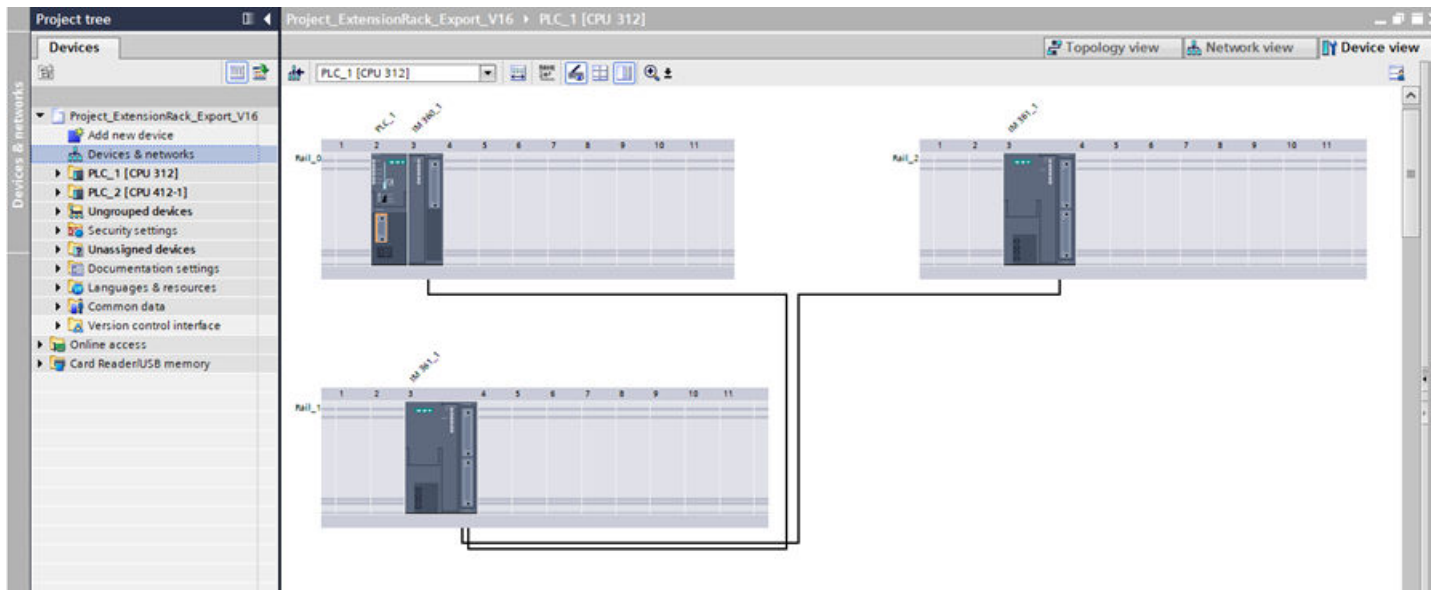 Project tree
Project_ExtensionRack_Export_V16 ▸ PLC_1 [CPU 312]
Devices
Topology view
Network view
Device view
PLC_1 [CPU 312]
Devices & networks
Project_ExtensionRack_Export_V16
Add new device
Devices & networks
PLC_1 [CPU 312]
PLC_2 [CPU 412-1]
Ungrouped devices
Security settings
Unassigned devices
Documentation settings
Languages & resources
Common data
Version control interface
Online access
Card Reader/USB memory
PLC_1
IM 360_1
1 2 3 4 5 6 7 8 9 10 11
Rail_0
IM 361_1
1 2 3 4 5 6 7 8 9 10 11
Rail_2
IM 361_1
1 2 3 4 5 6 7 8 9 10 11
Rail_1